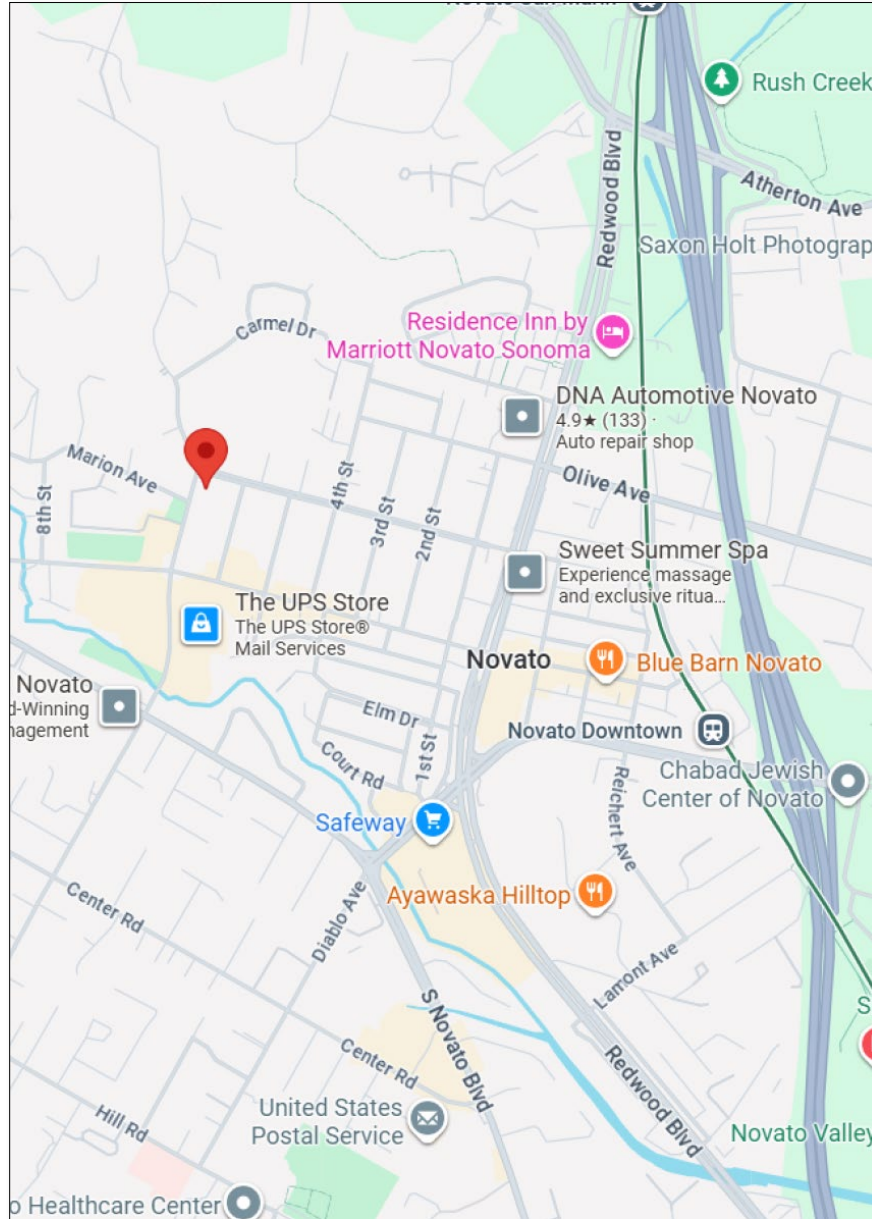 Novato San Marin
Rush Creek
Redwood Blvd
Atherton Ave
Saxon Holt Photograp
Carmel Dr
Residence Inn by
Marriott Novato Sonoma
DNA Automotive Novato
4.9★ (133) ·
Auto repair shop
Marion Ave
8th St
4th St
3rd St
2nd St
Olive Ave
Sweet Summer Spa
Experience massage
and exclusive ritua...
The UPS Store
The UPS Store®
Mail Services
Novato
Blue Barn Novato
Novato
d-Winning
nagement
Elm Dr
1st St
Court Rd
Novato Downtown
Reichert Ave
Chabad Jewish
Center of Novato
Safeway
Ayawaska Hilltop
Center Rd
Diablo Ave
Lamont Ave
S Novato Blvd
S
Center Rd
Redwood Blvd
United States
Postal Service
Hill Rd
Novato Valley
o Healthcare Center